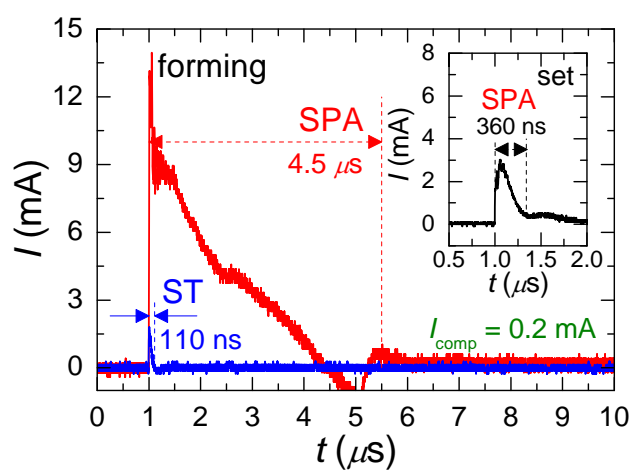 15
12
9
6
3
0
I (mA)
forming
SPA
4.5 μs
ST
110 ns
I_comp = 0.2 mA
0 1 2 3 4 5 6 7 8 9 10
t (μs)
8
6
4
2
0
I (mA)
set
SPA
360 ns
0.5 1.0 1.5 2.0
t (μs)